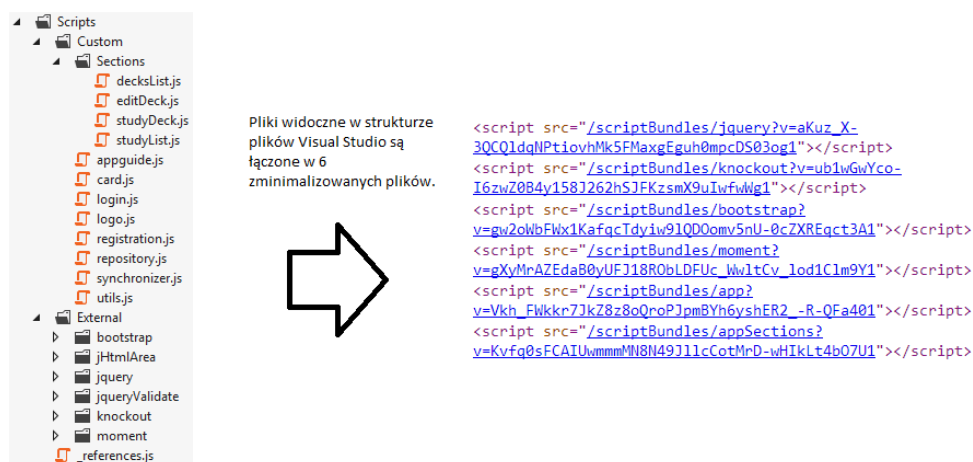 Scripts
Custom
Sections
decksList.js
editDeck.js
studyDeck.js
studyList.js
appguide.js
card.js
login.js
logo.js
registration.js
repository.js
synchronizer.js
utils.js
External
bootstrap
jHtmlArea
jquery
jqueryValidate
knockout
moment
_references.js
Pliki widoczne w strukturze
plików Visual Studio są
łączone w 6
zminimalizowanych plików.
<script src="/scriptBundles/jquery?v=aKuz_X-
3QCQldqNPtiovhMk5FMaxgEguh0mpcDS03og1"></script>
<script src="/scriptBundles/knockout?v=ub1wGwYco-
I6zwZ0B4y158J262hSJFKzsmX9uIwfwWg1"></script>
<script src="/scriptBundles/bootstrap?
v=gw2oWbFWx1KafqcTdyiw9lQDOomv5nU-0cZXREqct3A1"></script>
<script src="/scriptBundles/moment?
v=gXyMrAZEdaB0yUFJ18RObLDFUc_WwltCv_lod1Clm9Y1"></script>
<script src="/scriptBundles/app?
v=Vkh_FWkkr7JkZ8z8oQroPJpmBYh6yshER2_-R-QFa401"></script>
<script src="/scriptBundles/appSections?
v=Kvfq0sFCAIUwmmmMN8N49JllcCotMrD-wHIkLt4bO7U1"></script>